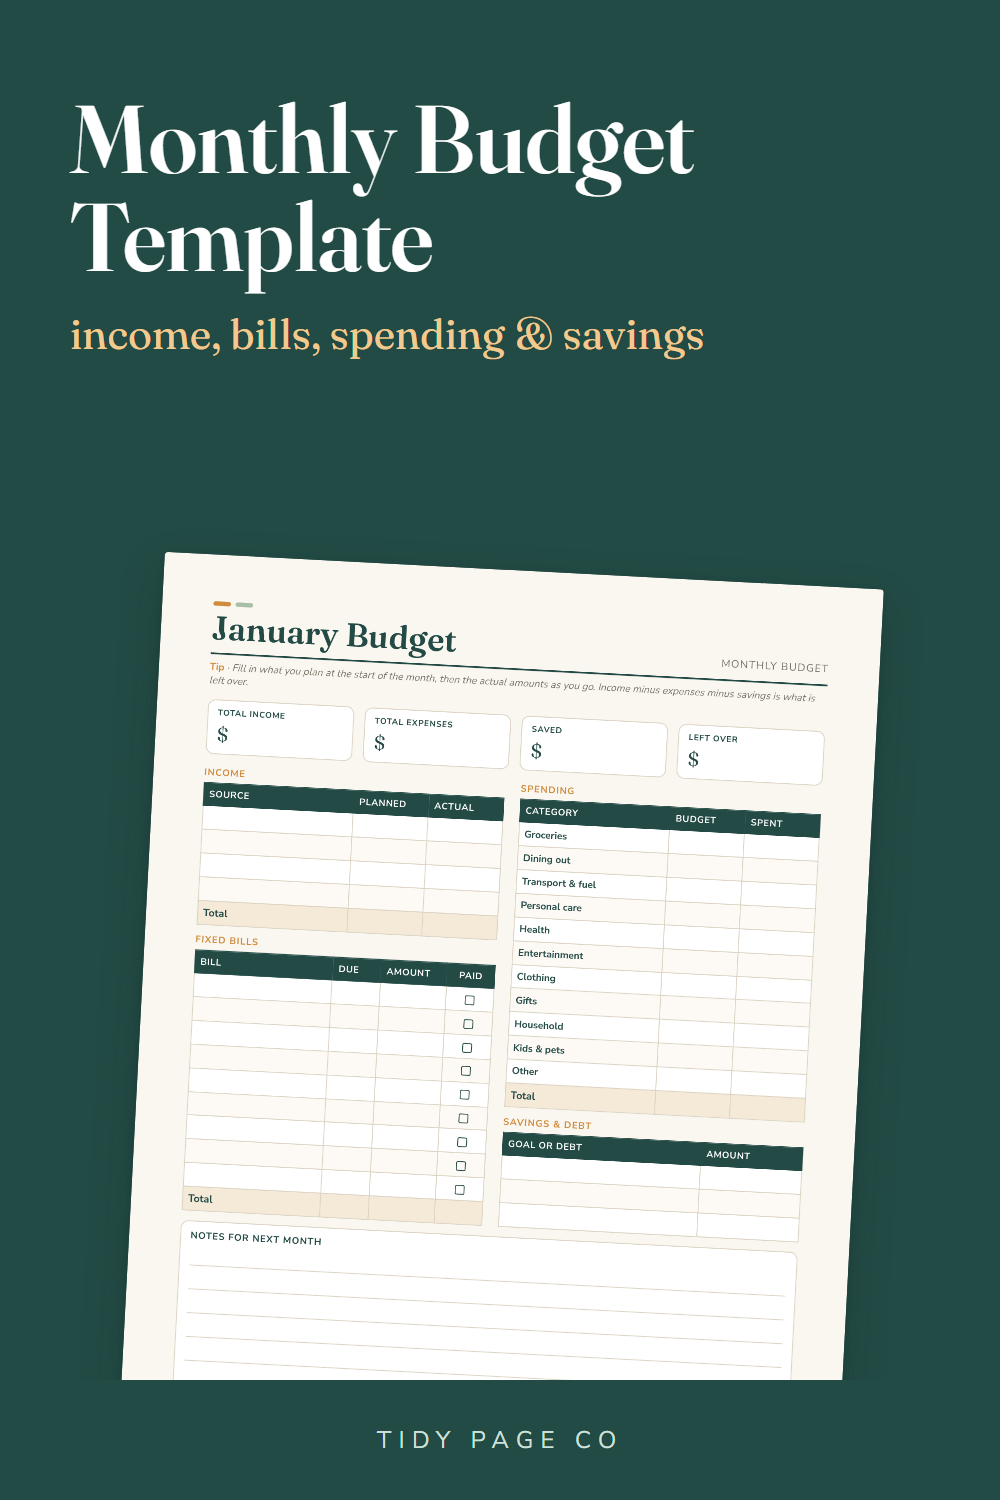 Monthly Budget
Template
income, bills, spending & savings
January Budget
MONTHLY BUDGET
Tip · Fill in what you plan at the start of the month, then the actual amounts as you go. Income minus expenses minus savings is what is
left over.
TOTAL INCOME
$
TOTAL EXPENSES
$
SAVED
$
LEFT OVER
$
INCOME
SOURCE PLANNED ACTUAL
Total
FIXED BILLS
BILL DUE AMOUNT PAID
Total
SPENDING
CATEGORY BUDGET SPENT
Groceries
Dining out
Transport & fuel
Personal care
Health
Entertainment
Clothing
Gifts
Household
Kids & pets
Other
Total
SAVINGS & DEBT
GOAL OR DEBT AMOUNT
NOTES FOR NEXT MONTH
TIDY PAGE CO